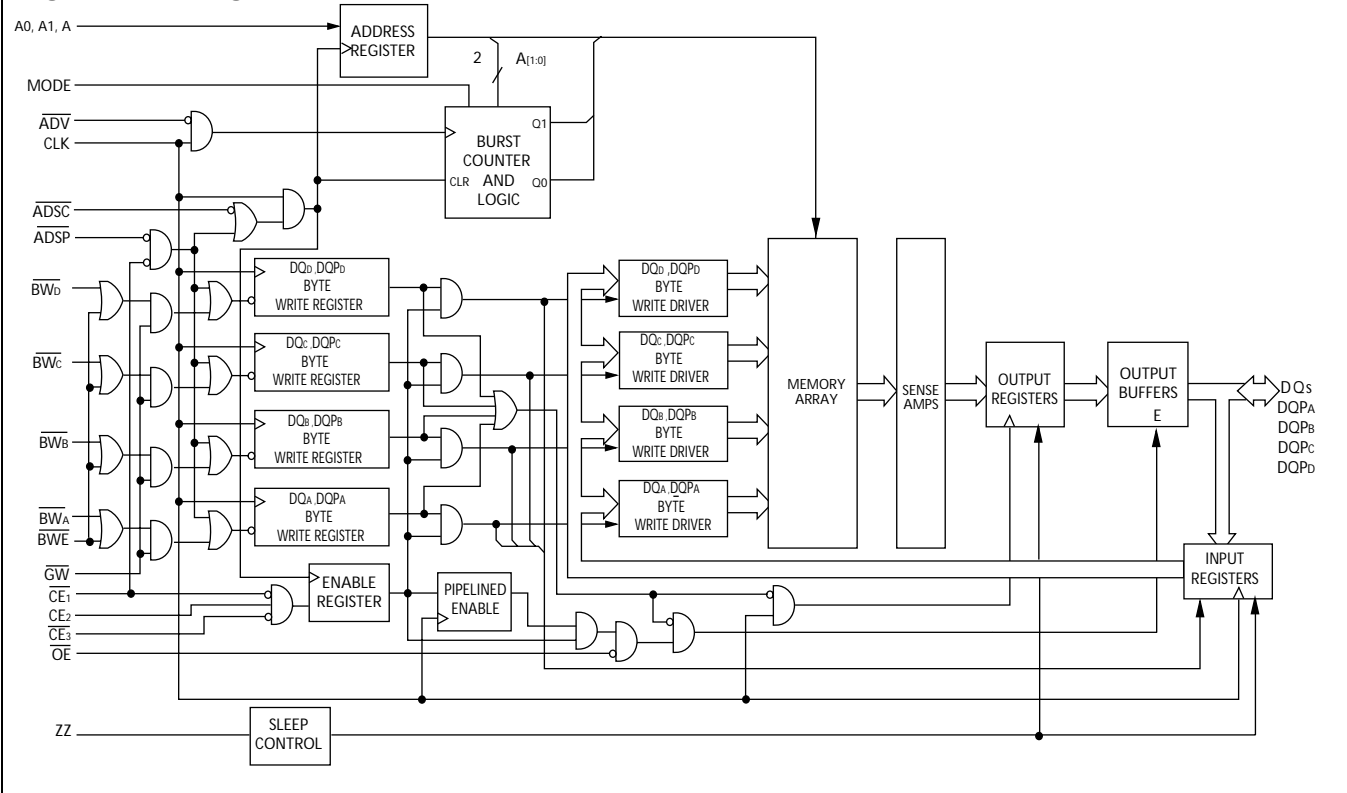 A0, A1, A
ADDRESS
REGISTER
2
A[1:0]
MODE
ADV
CLK
BURST
COUNTER
AND
LOGIC
CLR
Q1
Q0
ADSC
ADSP
BWD
BWC
BWB
BWA
BWE
GW
CE1
CE2
CE3
OE
ZZ
DQD ,DQPD
BYTE
WRITE REGISTER
DQC ,DQPC
BYTE
WRITE REGISTER
DQB ,DQPB
BYTE
WRITE REGISTER
DQA ,DQPA
BYTE
WRITE REGISTER
ENABLE
REGISTER
PIPELINED
ENABLE
SLEEP
CONTROL
DQD ,DQPD
BYTE
WRITE DRIVER
DQC ,DQPC
BYTE
WRITE DRIVER
DQB ,DQPB
BYTE
WRITE DRIVER
DQA ,DQPA
BYTE
WRITE DRIVER
MEMORY
ARRAY
SENSE
AMPS
OUTPUT
REGISTERS
OUTPUT
BUFFERS
E
DQs
DQPA
DQPB
DQPC
DQPD
INPUT
REGISTERS